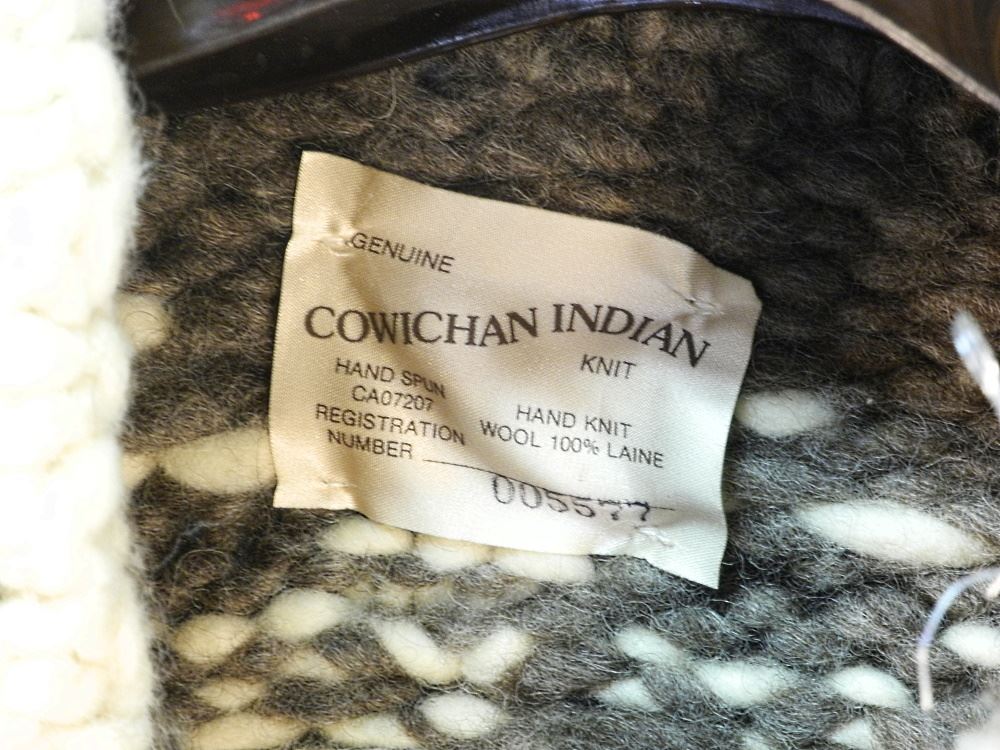 GENUINE
COWICHAN INDIAN
KNIT
HAND SPUN
CA07207
REGISTRATION
NUMBER
HAND KNIT
WOOL 100% LAINE
005577